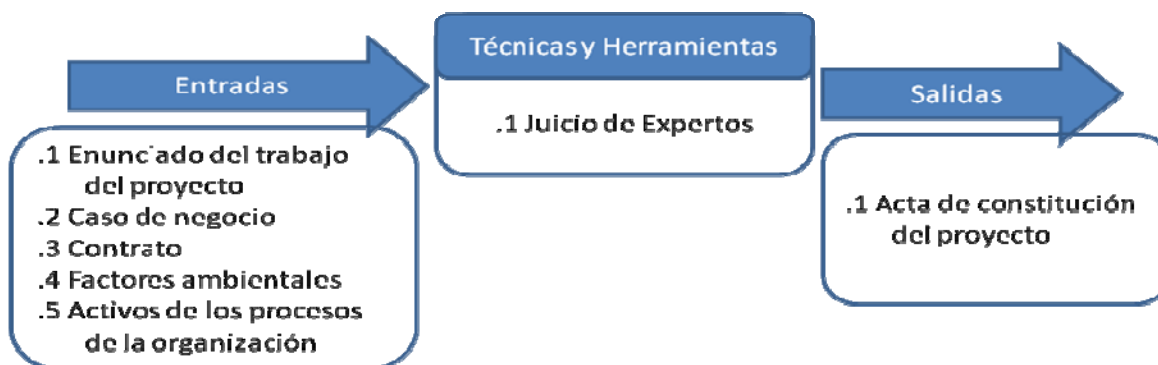 Entradas
.1 Enunciado del trabajo
del proyecto
.2 Caso de negocio
.3 Contrato
.4 Factores ambientales
.5 Activos de los procesos
de la organización
Técnicas y Herramientas
.1 Juicio de Expertos
Salidas
.1 Acta de constitución
del proyecto